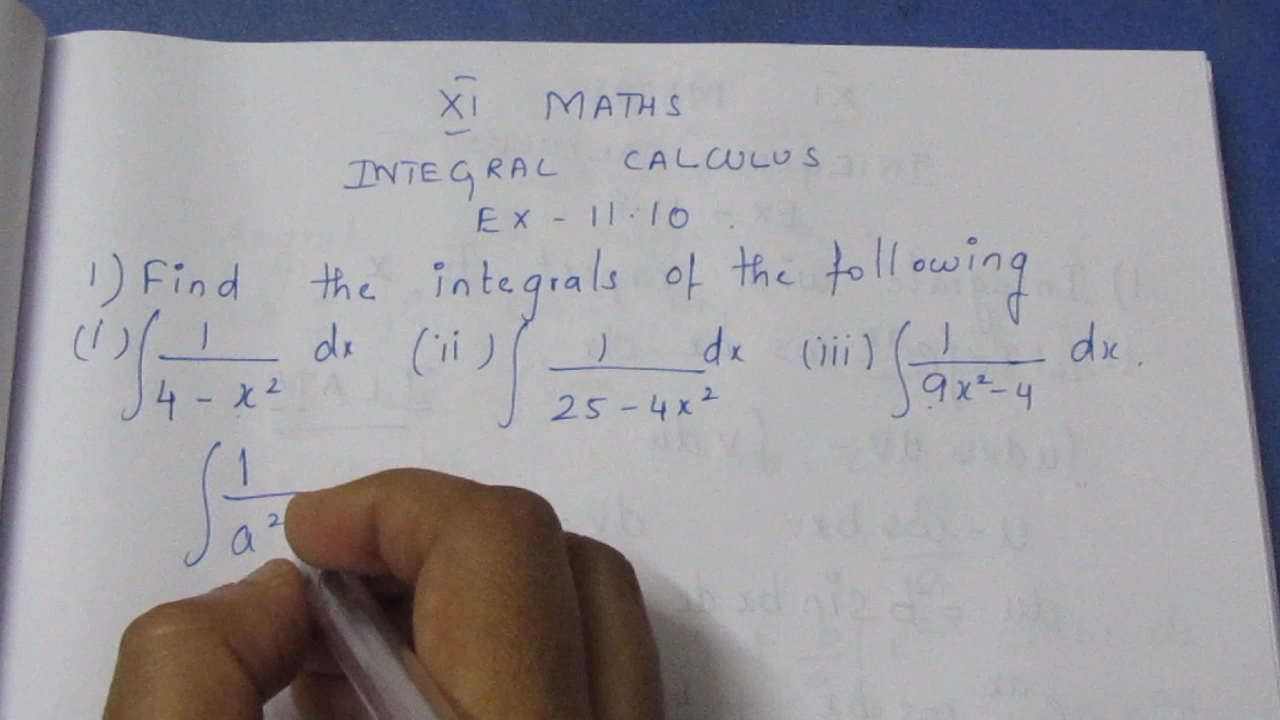 XI MATHS
INTEGRAL CALCULUS
EX - 11.10.
1) Find the integrals of the following
(i) ∫ 1/(4 - x²) dx (ii) ∫ 1/(25 - 4x²) dx (iii) ∫ 1/(9x² - 4) dx.
∫ 1/a²